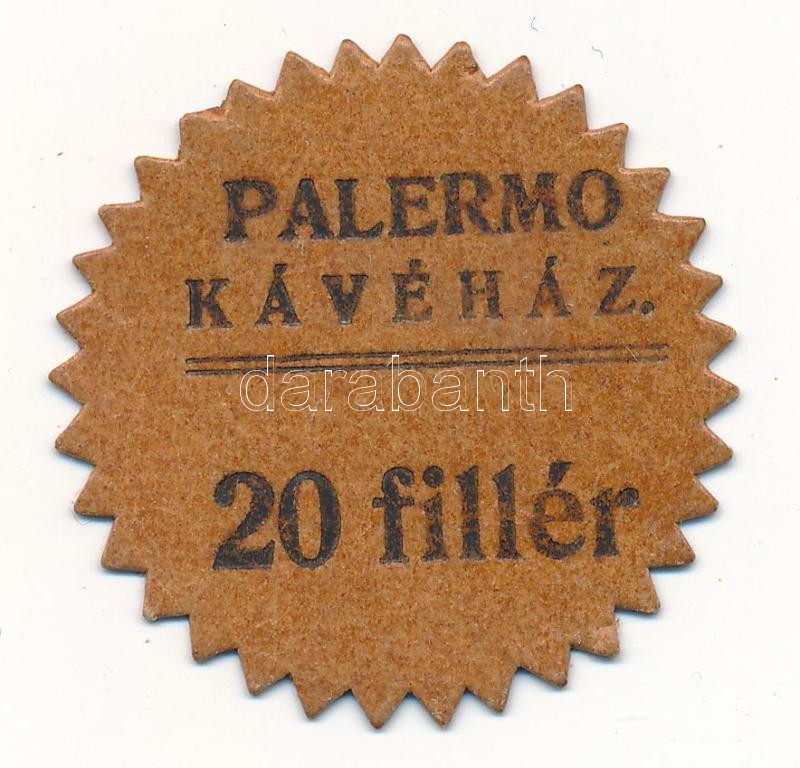 PALERMO
KÁVÉHÁZ.
darabanth
20 fillér